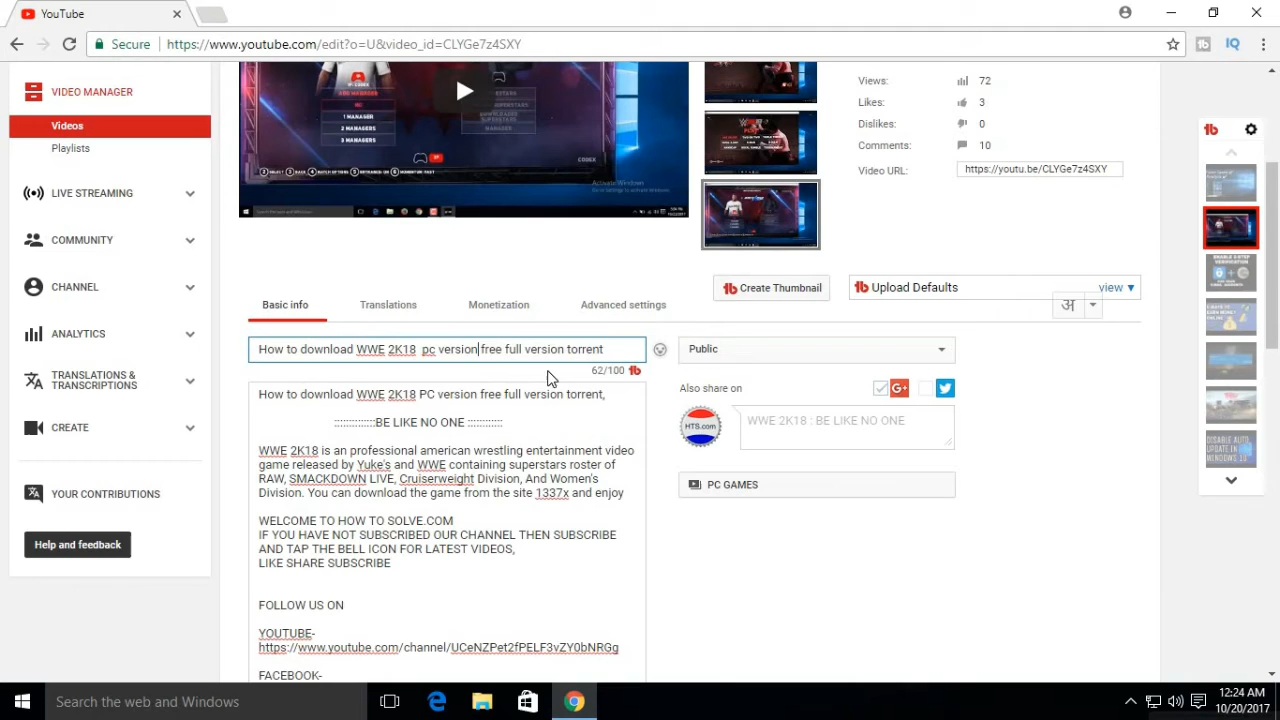 YouTube
Secure
https://www.youtube.com/edit?o=U&video_id=CLYGe7z4SXY
VIDEO MANAGER
Videos
LIVE STREAMING
COMMUNITY
CHANNEL
ANALYTICS
TRANSLATIONS &
TRANSCRIPTIONS
CREATE
YOUR CONTRIBUTIONS
Help and feedback
1 MANAGER
2 MANAGERS
3 MANAGERS
CODEX
Activate Windows
Views: 72
Likes: 3
Dislikes: 0
Comments: 10
Video URL: https://youtu.be/CLYGe7z4SXY
Create Thumbnail
Upload Defaults
view
Basic info
Translations
Monetization
Advanced settings
अ
How to download WWE 2K18  pc version free full version torrent
62/100
Public
Also share on
HTS.com
WWE 2K18 : BE LIKE NO ONE
PC GAMES
How to download WWE 2K18 PC version free full version torrent,
:::::::::::::BE LIKE NO ONE :::::::::::
WWE 2K18 is an professional american wrestling entertainment video
game released by Yuke's and WWE containing superstars roster of
RAW, SMACKDOWN LIVE, Cruiserweight Division, And Women's
Division. You can download the game from the site 1337x and enjoy
WELCOME TO HOW TO SOLVE.COM
IF YOU HAVE NOT SUBSCRIBED OUR CHANNEL THEN SUBSCRIBE
AND TAP THE BELL ICON FOR LATEST VIDEOS,
LIKE SHARE SUBSCRIBE
FOLLOW US ON
YOUTUBE-
https://www.youtube.com/channel/UCeNZPet2fPELF3vZY0bNRGg
FACEBOOK-
Search the web and Windows
12:24 AM
10/20/2017